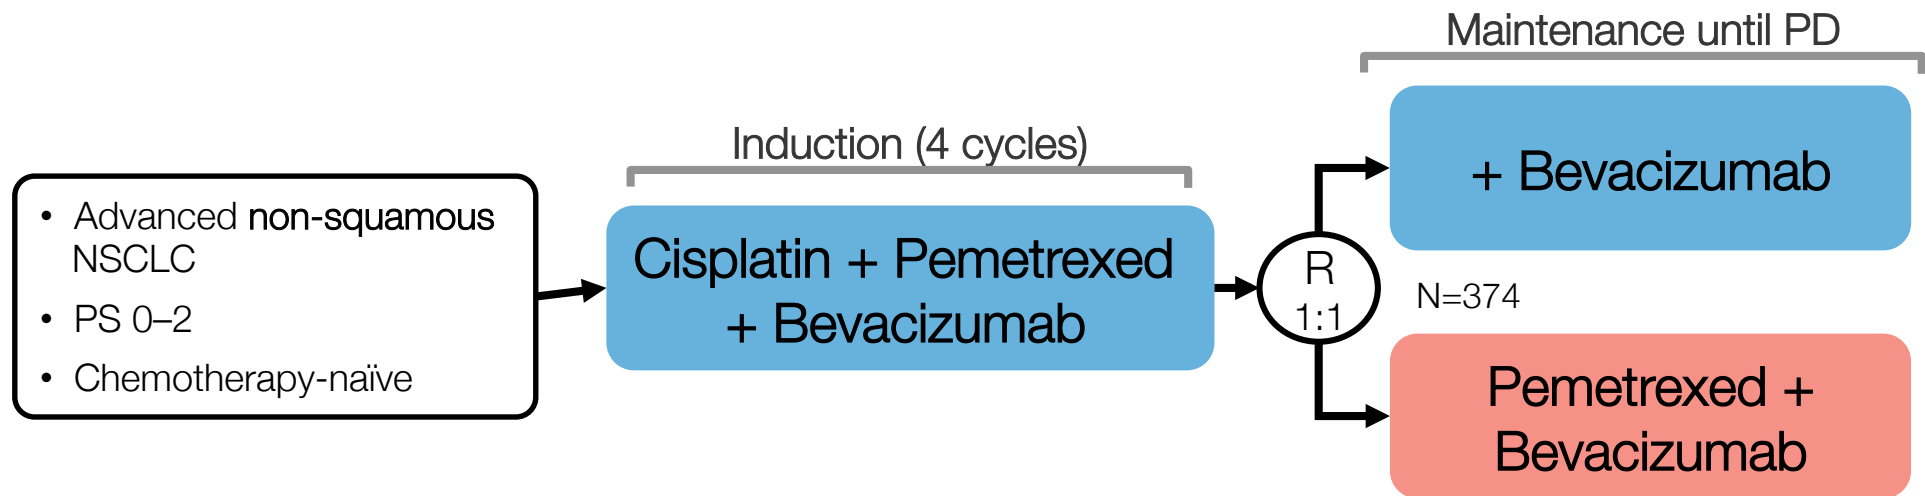 Maintenance until PD
Induction (4 cycles)
• Advanced non-squamous
NSCLC
• PS 0–2
• Chemotherapy-naïve
Cisplatin + Pemetrexed
+ Bevacizumab
R
1:1
+ Bevacizumab
N=374
Pemetrexed +
Bevacizumab